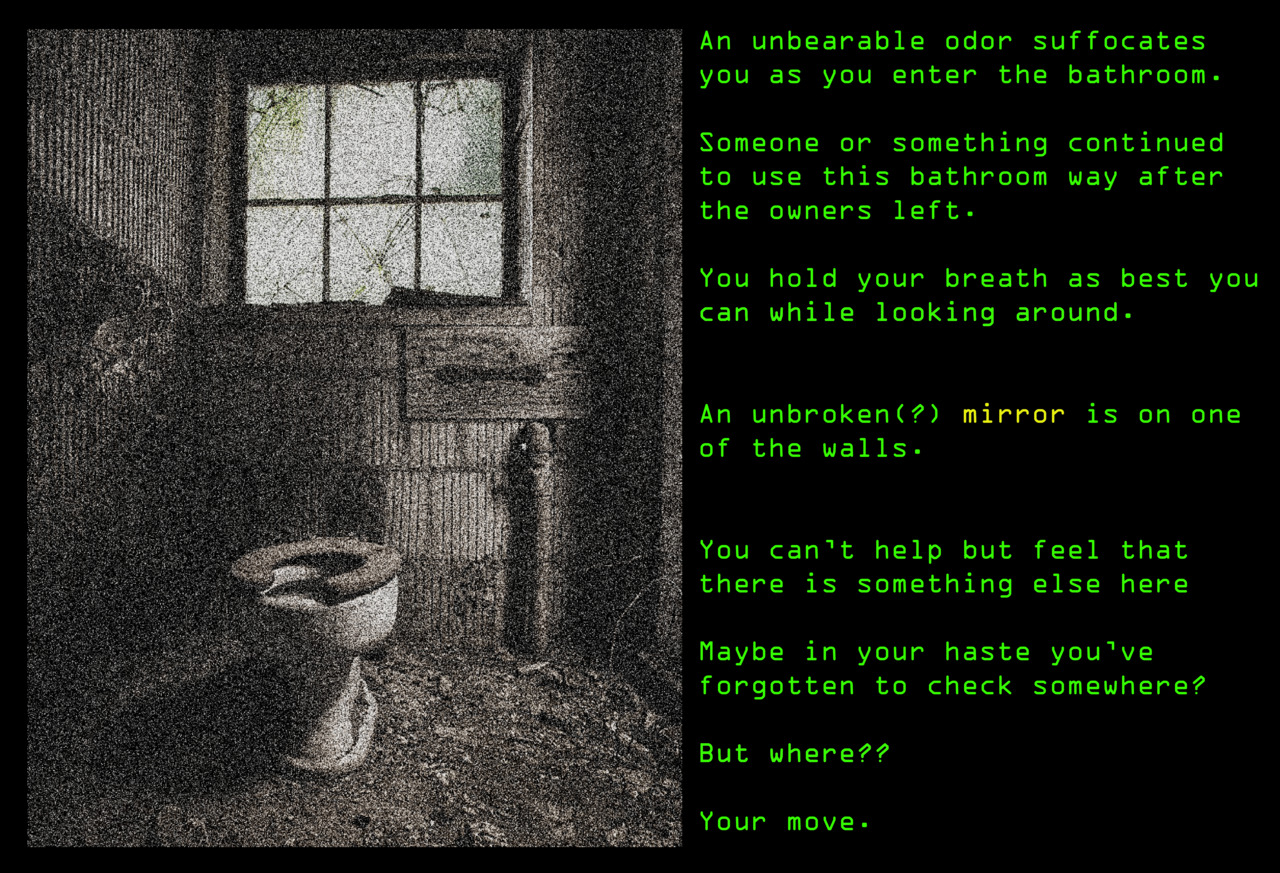 An unbearable odor suffocates
you as you enter the bathroom.
Someone or something continued
to use this bathroom way after
the owners left.
You hold your breath as best you
can while looking around.
An unbroken(?) mirror is on one
of the walls.
You can't help but feel that
there is something else here
Maybe in your haste you've
forgotten to check somewhere?
But where??
Your move.